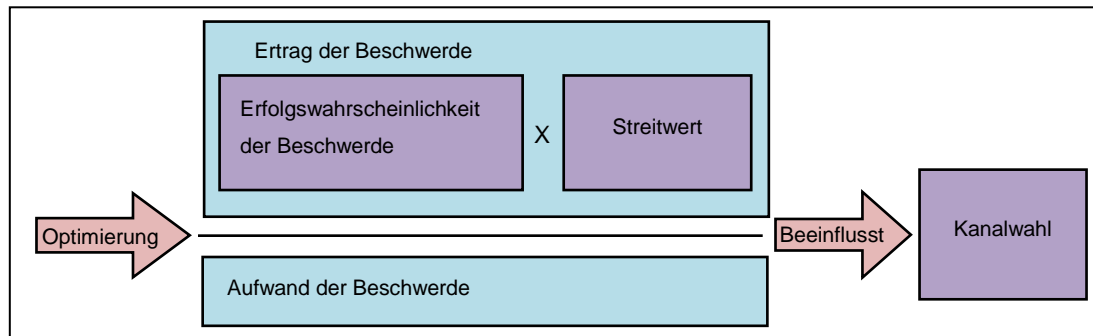 Ertrag der Beschwerde
Erfolgswahrscheinlichkeit
der Beschwerde
X
Streitwert
Optimierung
Beeinflusst
Kanalwahl
Aufwand der Beschwerde